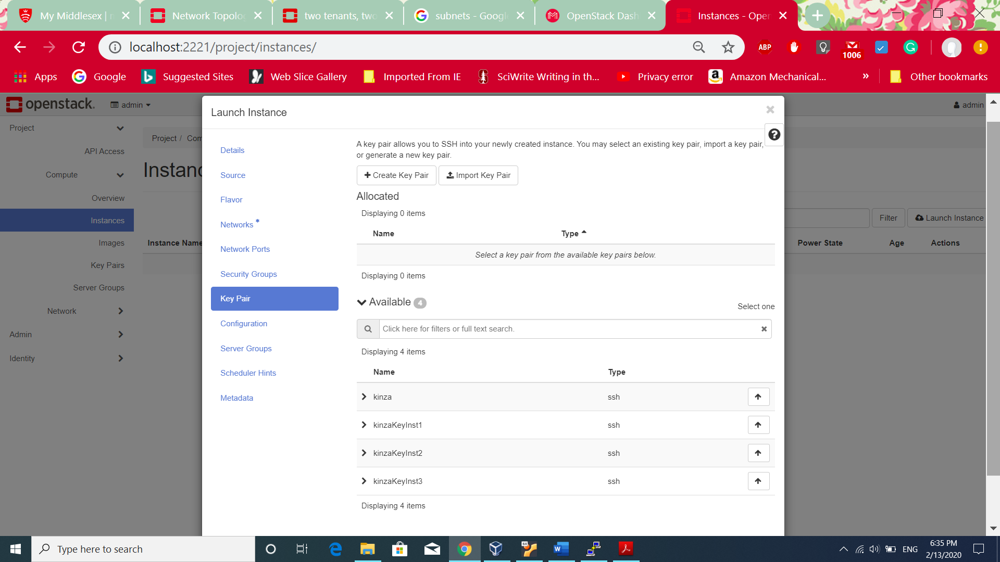 My Middlesex |
Network Topolo
two tenants, two
subnets - Googl
OpenStack Dash
Instances - Oper
localhost:2221/project/instances/
ABP
1006
Apps
Google
Suggested Sites
Web Slice Gallery
Imported From IE
SciWrite Writing in th...
Privacy error
Amazon Mechanical...
»
Other bookmarks
openstack.
admin
admin
Project
API Access
Compute
Overview
Instances
Images
Key Pairs
Server Groups
Network
Admin
Identity
Project / Com
Instanc
Instance Name
Filter
Launch Instance
Power State
Age
Actions
Launch Instance
Details
Source
Flavor
Networks *
Network Ports
Security Groups
Key Pair
Configuration
Server Groups
Scheduler Hints
Metadata
A key pair allows you to SSH into your newly created instance. You may select an existing key pair, import a key pair,
or generate a new key pair.
+ Create Key Pair
Import Key Pair
Allocated
Displaying 0 items
Name Type
Select a key pair from the available key pairs below.
Displaying 0 items
Available 4
Select one
Click here for filters or full text search.
Displaying 4 items
Name Type
kinza ssh
kinzaKeyInst1 ssh
kinzaKeyInst2 ssh
kinzaKeyInst3 ssh
Displaying 4 items
Type here to search
64
ENG
6:35 PM
2/13/2020